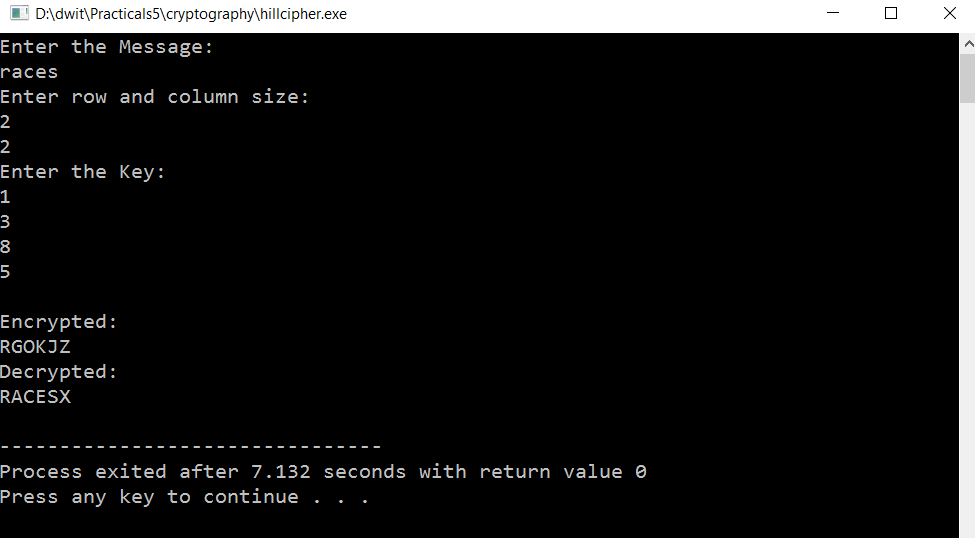 D:\dwit\Practicals5\cryptography\hillcipher.exe
Enter the Message:
races
Enter row and column size:
2
2
Enter the Key:
1
3
8
5
Encrypted:
RGOKJZ
Decrypted:
RACESX
--------------------------------
Process exited after 7.132 seconds with return value 0
Press any key to continue . . .